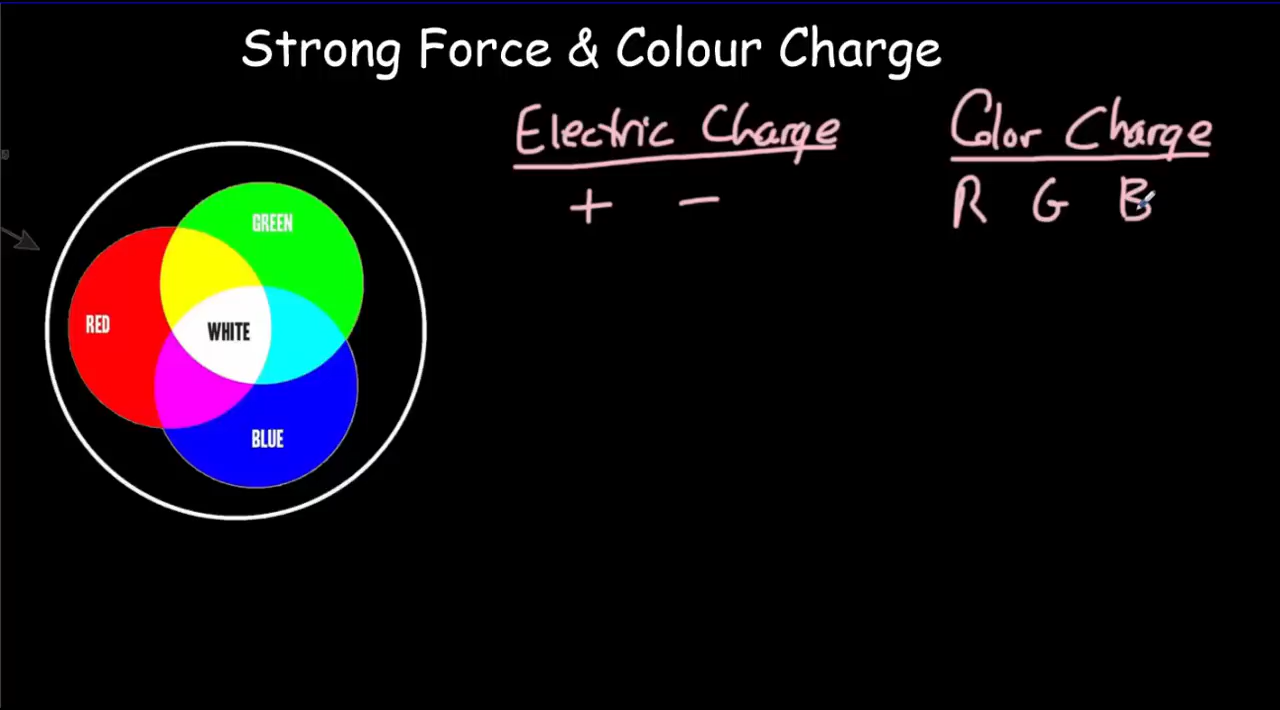 Strong Force & Colour Charge
Electric Charge
Color Charge
+ −
R G B
GREEN
RED
WHITE
BLUE